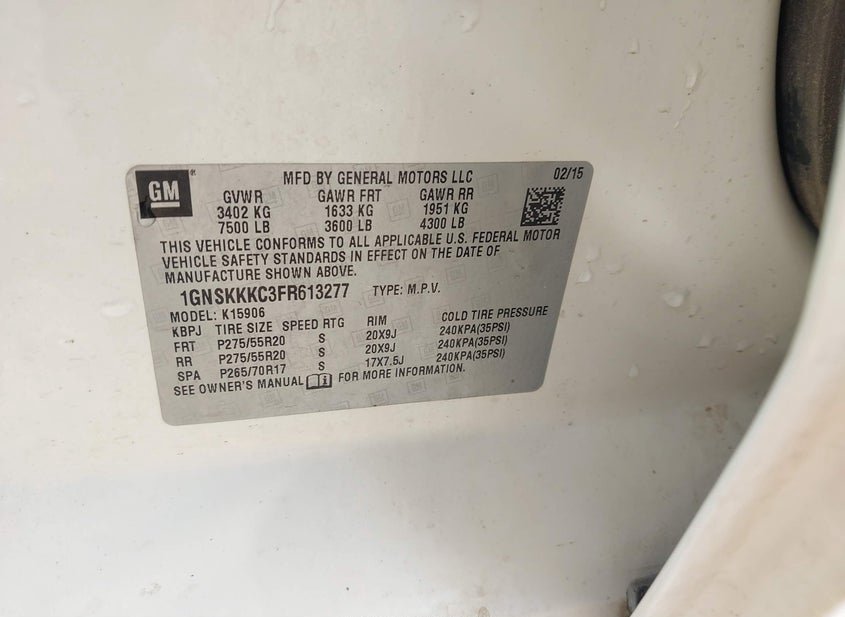 GM
MFD BY GENERAL MOTORS LLC 02/15
GVWR GAWR FRT GAWR RR
3402 KG 1633 KG 1951 KG
7500 LB 3600 LB 4300 LB
THIS VEHICLE CONFORMS TO ALL APPLICABLE U.S. FEDERAL MOTOR
VEHICLE SAFETY STANDARDS IN EFFECT ON THE DATE OF
MANUFACTURE SHOWN ABOVE.
1GNSKKKC3FR613277 TYPE: M.P.V.
MODEL: K15906
KBPJ TIRE SIZE SPEED RTG RIM COLD TIRE PRESSURE
FRT P275/55R20 S 20X9J 240KPA(35PSI)
RR P275/55R20 S 20X9J 240KPA(35PSI)
SPA P265/70R17 S 17X7.5J 240KPA(35PSI)
SEE OWNER'S MANUAL FOR MORE INFORMATION.